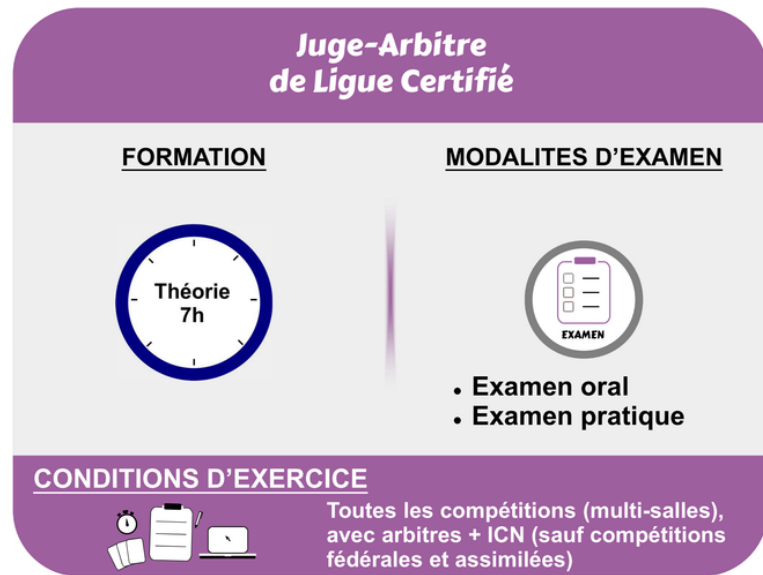 Juge-Arbitre
de Ligue Certifié
FORMATION
Théorie
7h
MODALITES D'EXAMEN
EXAMEN
• Examen oral
• Examen pratique
CONDITIONS D'EXERCICE
Toutes les compétitions (multi-salles),
avec arbitres + ICN (sauf compétitions
fédérales et assimilées)